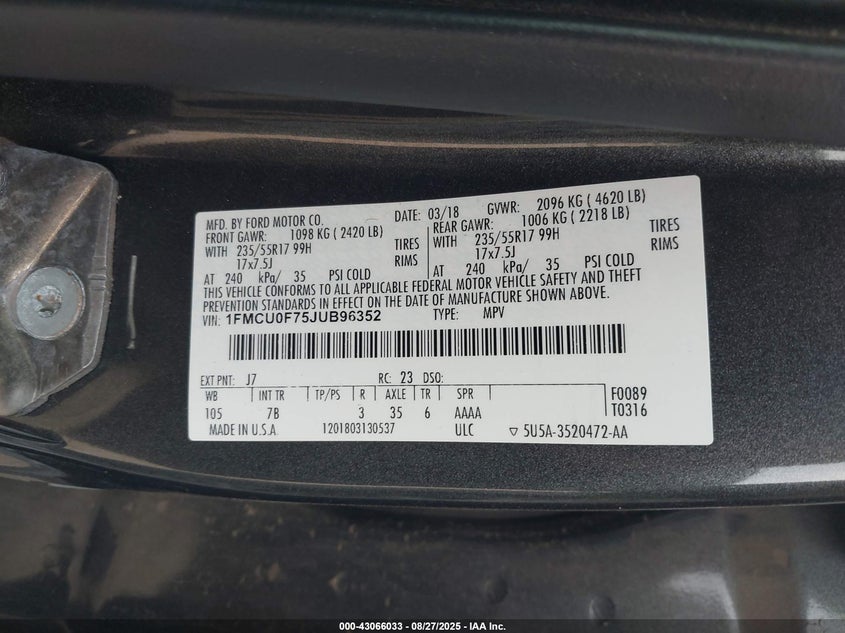 MFD. BY FORD MOTOR CO. DATE: 03/18 GVWR: 2096 KG ( 4620 LB)
FRONT GAWR: 1098 KG ( 2420 LB) REAR GAWR: 1006 KG ( 2218 LB)
WITH 235/55R17 99H TIRES WITH 235/55R17 99H TIRES
17x7.5J RIMS 17x7.5J RIMS
AT 240 kPa/ 35 PSI COLD AT 240 kPa/ 35 PSI COLD
THIS VEHICLE CONFORMS TO ALL APPLICABLE FEDERAL MOTOR VEHICLE SAFETY AND THEFT
PREVENTION STANDARDS IN EFFECT ON THE DATE OF MANUFACTURE SHOWN ABOVE.
VIN: 1FMCU0F75JUB96352 TYPE: MPV
EXT PNT: J7 RC: 23 DSO:
WB INT TR TP/PS R AXLE TR SPR F0089
105 7B 3 35 6 AAAA T0316
MADE IN U.S.A. 1201803130537 ULC ▽ 5U5A-3520472-AA
000-43066033 - 08/27/2025 - IAA Inc.